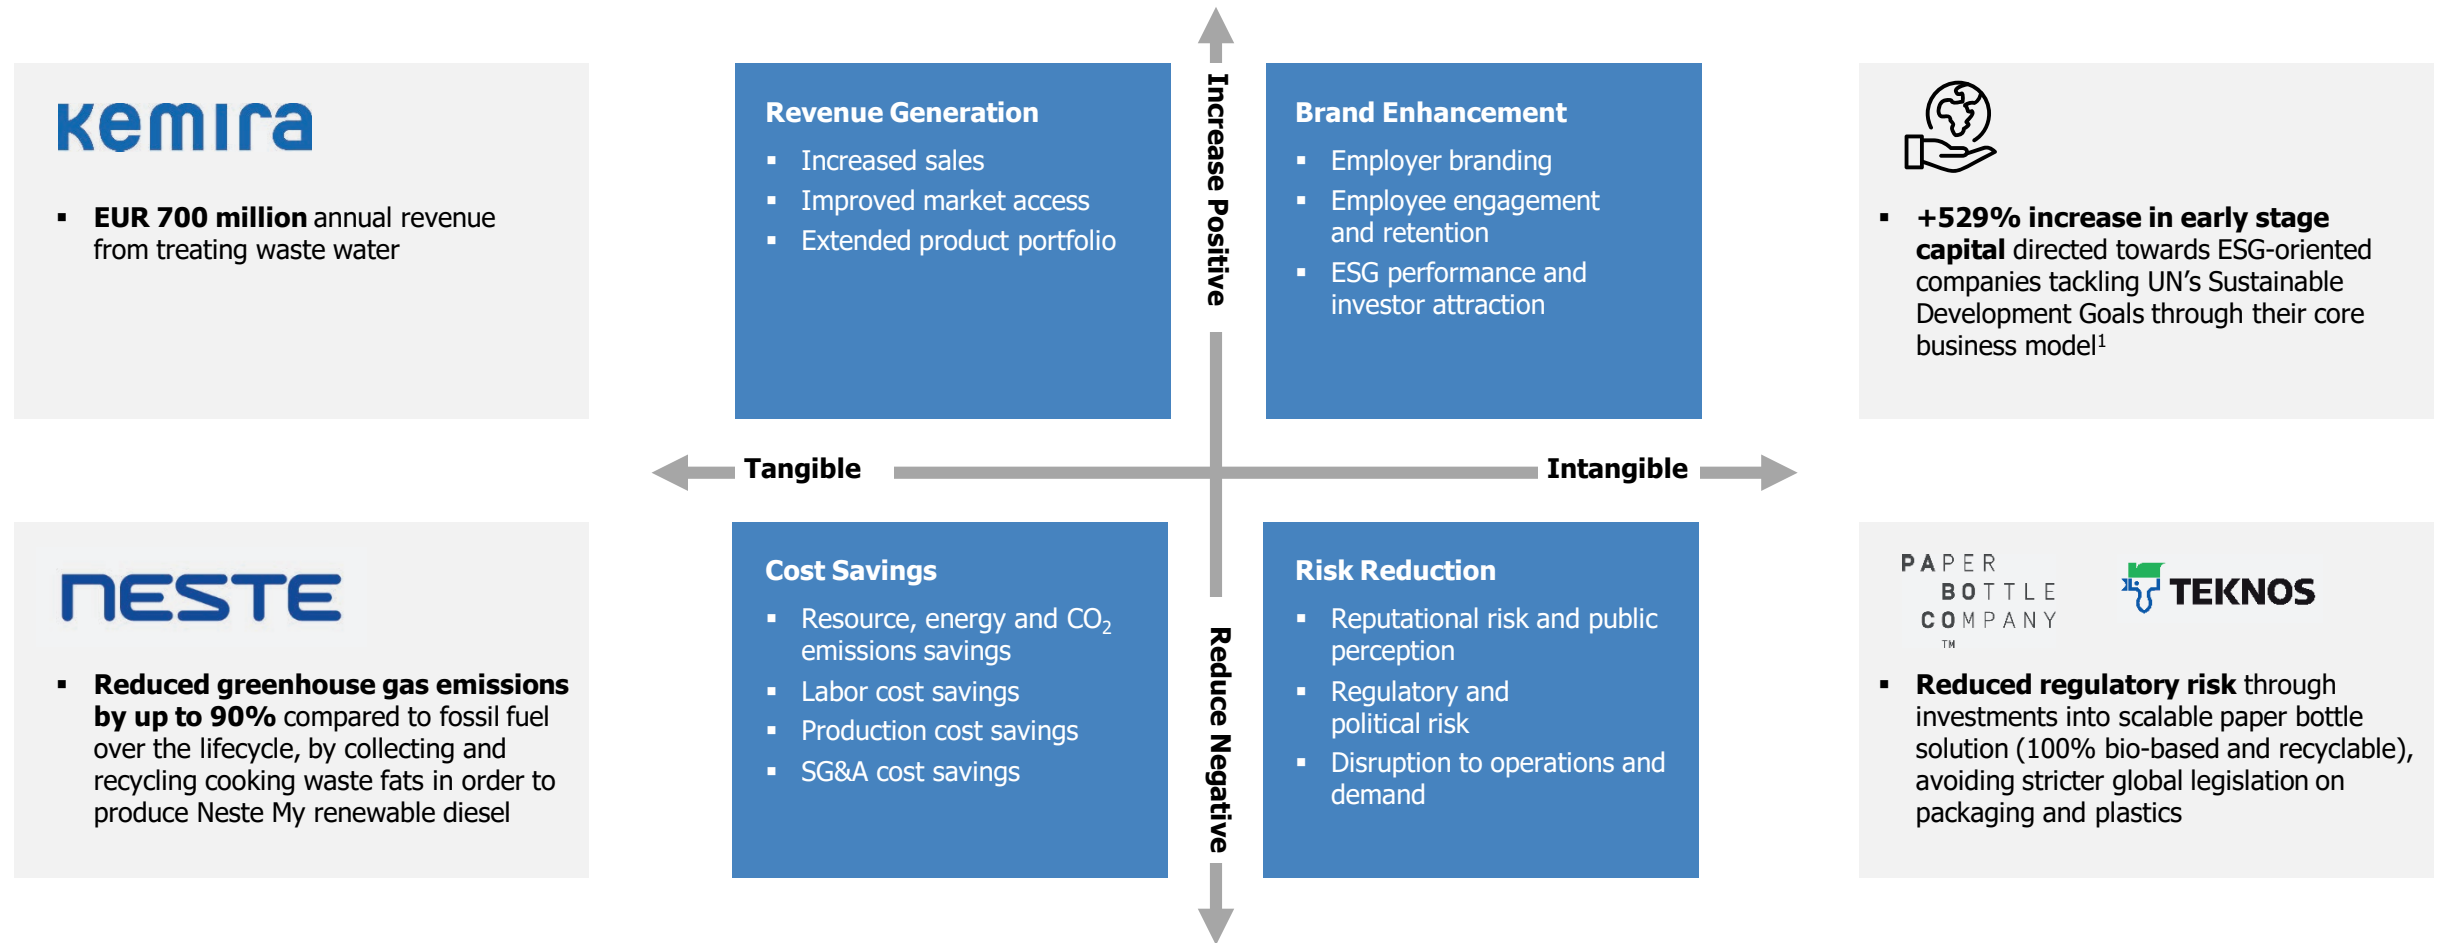 kemira
▪ EUR 700 million annual revenue
from treating waste water
Revenue Generation
▪ Increased sales
▪ Improved market access
▪ Extended product portfolio
Increase Positive
Brand Enhancement
▪ Employer branding
▪ Employee engagement
and retention
▪ ESG performance and
investor attraction
▪ +529% increase in early stage
capital directed towards ESG-oriented
companies tackling UN’s Sustainable
Development Goals through their core
business model¹
Tangible
Intangible
NESTE
▪ Reduced greenhouse gas emissions
by up to 90% compared to fossil fuel
over the lifecycle, by collecting and
recycling cooking waste fats in order to
produce Neste My renewable diesel
Cost Savings
▪ Resource, energy and CO₂
emissions savings
▪ Labor cost savings
▪ Production cost savings
▪ SG&A cost savings
Reduce Negative
Risk Reduction
▪ Reputational risk and public
perception
▪ Regulatory and
political risk
▪ Disruption to operations and
demand
PAPER
BOTTLE
COMPANY
TM
TEKNOS
▪ Reduced regulatory risk through
investments into scalable paper bottle
solution (100% bio-based and recyclable),
avoiding stricter global legislation on
packaging and plastics